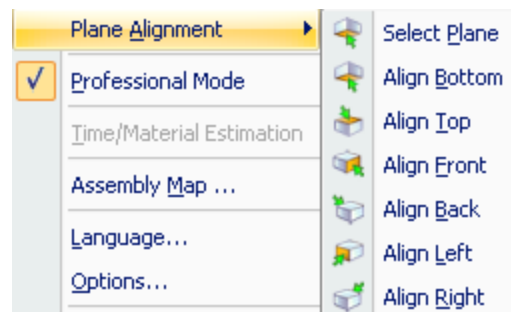 Plane Alignment
Professional Mode
Time/Material Estimation
Assembly Map ...
Language...
Options...
Select Plane
Align Bottom
Align Top
Align Front
Align Back
Align Left
Align Right